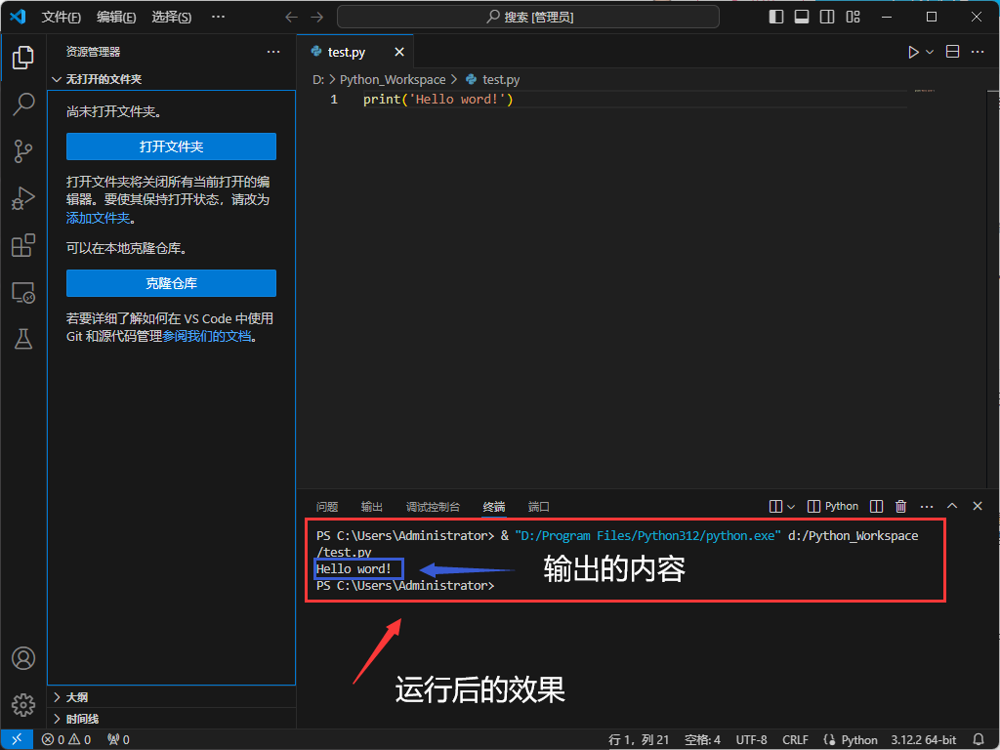 文件(F) 编辑(E) 选择(S) ···
搜索 [管理员]
资源管理器 ···
无打开的文件夹
尚未打开文件夹。
打开文件夹
打开文件夹将关闭所有当前打开的编
辑器。要使其保持打开状态，请改为
添加文件夹。
可以在本地克隆仓库。
克隆仓库
若要详细了解如何在 VS Code 中使用
Git 和源代码管理参阅我们的文档。
大纲
时间线
test.py
D: > Python_Workspace > test.py
1 print('Hello word!')
问题 输出 调试控制台 终端 端口
Python
PS C:\Users\Administrator> & "D:/Program Files/Python312/python.exe" d:/Python_Workspace
/test.py
Hello word!
输出的内容
PS C:\Users\Administrator>
运行后的效果
0 0 0
行 1，列 21 空格: 4 UTF-8 CRLF Python 3.12.2 64-bit